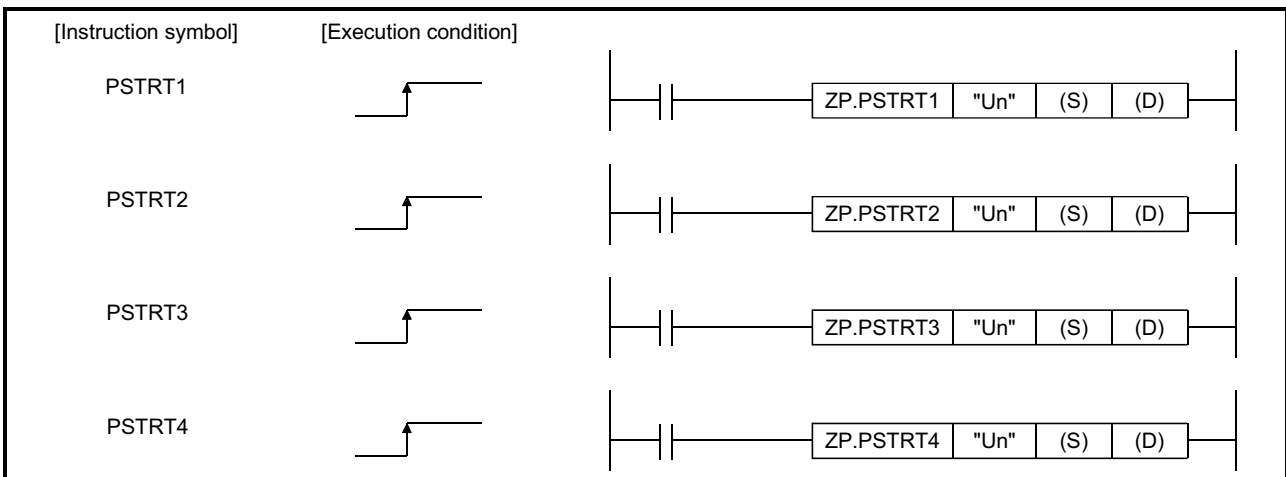 [Instruction symbol] [Execution condition]
PSTRT1 ZP.PSTRT1 "Un" (S) (D)
PSTRT2 ZP.PSTRT2 "Un" (S) (D)
PSTRT3 ZP.PSTRT3 "Un" (S) (D)
PSTRT4 ZP.PSTRT4 "Un" (S) (D)